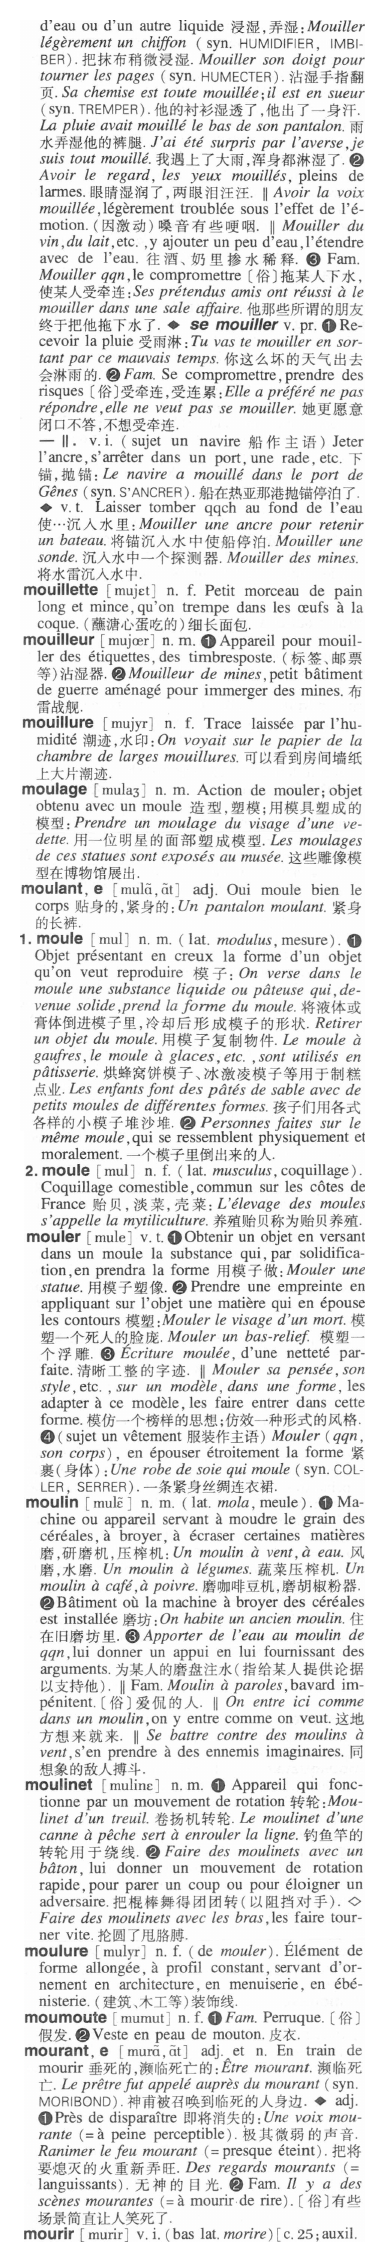 d'eau ou d'un autre liquide 浸湿,弄湿:Mouiller
légèrement un chiffon (syn. HUMIDIFIER, IMBI-
BER). 把抹布稍微浸湿. Mouiller son doigt pour
tourner les pages (syn. HUMECTER). 沾湿手指翻
页. Sa chemise est toute mouillée;il est en sueur
(syn. TREMPER). 他的衬衫湿透了,他出了一身汗.
La pluie avait mouillé le bas de son pantalon. 雨
水弄湿他的裤腿. J'ai été surpris par l'averse,je
suis tout mouillé. 我遇上了大雨,浑身都淋湿了. ❷
Avoir le regard, les yeux mouillés, pleins de
larmes. 眼睛湿润了,两眼泪汪汪. ‖ Avoir la voix
mouillée,légèrement troublée sous l'effet de l'é-
motion. (因激动)嗓音有些哽咽. ‖ Mouiller du
vin,du lait,etc. ,y ajouter un peu d'eau,l'étendre
avec de l'eau. 往酒、奶里掺水稀释. ❸ Fam.
Mouiller qqn,le compromettre〔俗〕拖某人下水,
使某人受牵连:Ses prétendus amis ont réussi à le
mouiller dans une sale affaire. 他那些所谓的朋友
终于把他拖下水了. ◆ se mouiller v. pr. ❶ Re-
cevoir la pluie 受雨淋:Tu vas te mouiller en sor-
tant par ce mauvais temps. 你这么坏的天气出去
会淋雨的. ❷ Fam. Se compromettre,prendre des
risques〔俗〕受牵连,受连累:Elle a préféré ne pas
répondre,elle ne veut pas se mouiller. 她更愿意
闭口不答,不想受牵连.
— Ⅱ. v. i. (sujet un navire 船作主语) Jeter
l'ancre,s'arrêter dans un port,une rade, etc. 下
锚,抛锚:Le navire a mouillé dans le port de
Gênes (syn. S'ANCRER). 船在热亚那港抛锚停泊了.
◆ v. t. Laisser tomber qqch au fond de l'eau
使…沉入水里:Mouiller une ancre pour retenir
un bateau. 将锚沉入水中使船停泊. Mouiller une
sonde. 沉入水中一个探测器. Mouiller des mines.
将水雷沉入水中.
mouillette [mujɛt] n. f. Petit morceau de pain
long et mince,qu'on trempe dans les œufs à la
coque. (蘸溏心蛋吃的)细长面包.
mouilleur [mujœr] n. m. ❶ Appareil pour mouil-
ler des étiquettes,des timbresposte. (标签、邮票
等)沾湿器. ❷ Mouilleur de mines,petit bâtiment
de guerre aménagé pour immerger des mines. 布
雷战舰.
mouillure [mujyr] n. f. Trace laissée par l'hu-
midité 潮迹,水印:On voyait sur le papier de la
chambre de larges mouillures. 可以看到房间墙纸
上大片潮迹.
moulage [mulaʒ] n. m. Action de mouler;objet
obtenu avec un moule 造型,塑模;用模具塑成的
模型:Prendre un moulage du visage d'une ve-
dette. 用一位明星的面部塑成模型. Les moulages
de ces statues sont exposés au musée. 这些雕像模
型在博物馆展出.
moulant, e [mulɑ̃,ɑ̃t] adj. Oui moule bien le
corps 贴身的,紧身的:Un pantalon moulant. 紧身
的长裤.
1. moule [mul] n. m. (lat. modulus,mesure). ❶
Objet présentant en creux la forme d'un objet
qu'on veut reproduire 模子: On verse dans le
moule une substance liquide ou pâteuse qui,de-
venue solide,prend la forme du moule. 将液体或
膏体倒进模子里,冷却后形成模子的形状. Retirer
un objet du moule. 用模子复制物件. Le moule à
gaufres,le moule à glaces,etc. ,sont utilisés en
pâtisserie. 烘蜂窝饼模子、冰激凌模子等用于制糕
点业. Les enfants font des pâtés de sable avec de
petits moules de différentes formes. 孩子们用各式
各样的小模子堆沙堆. ❷ Personnes faites sur le
même moule,qui se ressemblent physiquement et
moralement. 一个模子里倒出来的人.
2. moule [mul] n. f. (lat. musculus,coquillage).
Coquillage comestible,commun sur les côtes de
France 贻贝,淡菜,壳菜: L'élevage des moules
s'appelle la mytiliculture. 养殖贻贝称为贻贝养殖.
mouler [mule] v. t. ❶ Obtenir un objet en versant
dans un moule la substance qui,par solidifica-
tion,en prendra la forme 用模子做:Mouler une
statue. 用模子塑像. ❷ Prendre une empreinte en
appliquant sur l'objet une matière qui en épouse
les contours 模塑:Mouler le visage d'un mort. 模
塑一个死人的脸庞. Mouler un bas-relief. 模塑一
个浮雕. ❸ Écriture moulée,d'une netteté par-
faite. 清晰工整的字迹. ‖ Mouler sa pensée,son
style,etc. , sur un modèle, dans une forme, les
adapter à ce modèle,les faire entrer dans cette
forme. 模仿一个榜样的思想;仿效一种形式的风格.
❹ (sujet un vêtement 服装作主语) Mouler (qqn,
son corps), en épouser étroitement la forme 紧
裹(身体):Une robe de soie qui moule (syn. COL-
LER, SERRER). 一条紧身丝绸连衣裙.
moulin [mulɛ̃] n. m. (lat. mola, meule). ❶ Ma-
chine ou appareil servant à moudre le grain des
céréales,à broyer,à écraser certaines matières
磨,研磨机,压榨机:Un moulin à vent,à eau. 风
磨,水磨. Un moulin à légumes. 蔬菜压榨机. Un
moulin à café,à poivre. 磨咖啡豆机,磨胡椒粉器.
❷ Bâtiment où la machine à broyer des céréales
est installée 磨坊:On habite un ancien moulin. 住
在旧磨坊里. ❸ Apporter de l'eau au moulin de
qqn,lui donner un appui en lui fournissant des
arguments. 为某人的磨盘注水(指给某人提供论据
以支持他). ‖ Fam. Moulin à paroles,bavard im-
pénitent.〔俗〕爱侃的人. ‖ On entre ici comme
dans un moulin,on y entre comme on veut. 这地
方想来就来. ‖ Se battre contre des moulins à
vent,s'en prendre à des ennemis imaginaires. 同
想象的敌人搏斗.
moulinet [mulinɛ] n. m. ❶ Appareil qui fonc-
tionne par un mouvement de rotation 转轮:Mou-
linet d'un treuil. 卷扬机转轮. Le moulinet d'une
canne à pêche sert à enrouler la ligne. 钓鱼竿的
转轮用于绕线. ❷ Faire des moulinets avec un
bâton, lui donner un mouvement de rotation
rapide,pour parer un coup ou pour éloigner un
adversaire. 把棍棒舞得团团转(以阻挡对手). ◇
Faire des moulinets avec les bras,les faire tour-
ner vite. 抡圆了甩胳膊.
moulure [mulyr] n. f. (de mouler). Élément de
forme allongée, à profil constant, servant d'or-
nement en architecture, en menuiserie, en ébé-
nisterie. (建筑、木工等)装饰线.
moumoute [mumut] n. f. ❶ Fam. Perruque.〔俗〕
假发. ❷ Veste en peau de mouton. 皮衣.
mourant, e [murɑ̃,ɑ̃t] adj. et n. En train de
mourir 垂死的,濒临死亡的:Être mourant. 濒临死
亡. Le prêtre fut appelé auprès du mourant (syn.
MORIBOND). 神甫被召唤到临死的人身边. ◆ adj.
❶ Près de disparaître 即将消失的:Une voix mou-
rante (=à peine perceptible). 极其微弱的声音.
Ranimer le feu mourant (=presque éteint). 把将
要熄灭的火重新弄旺. Des regards mourants (=
languissants). 无神的目光. ❷ Fam. Il y a des
scènes mourantes (=à mourir de rire).〔俗〕有些
场景简直让人笑死了.
mourir [murir] v. i. (bas lat. morire) [c. 25;auxil.